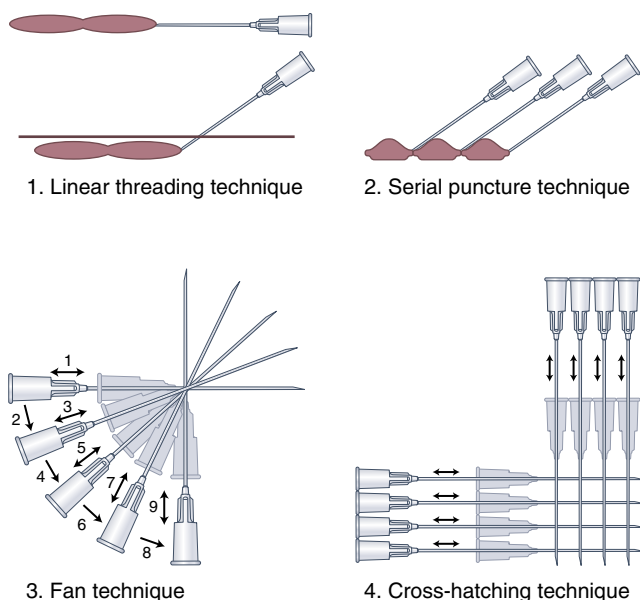 1. Linear threading technique
2. Serial puncture technique
1
2
3
4
5
6
7
8
9
3. Fan technique
4. Cross-hatching technique